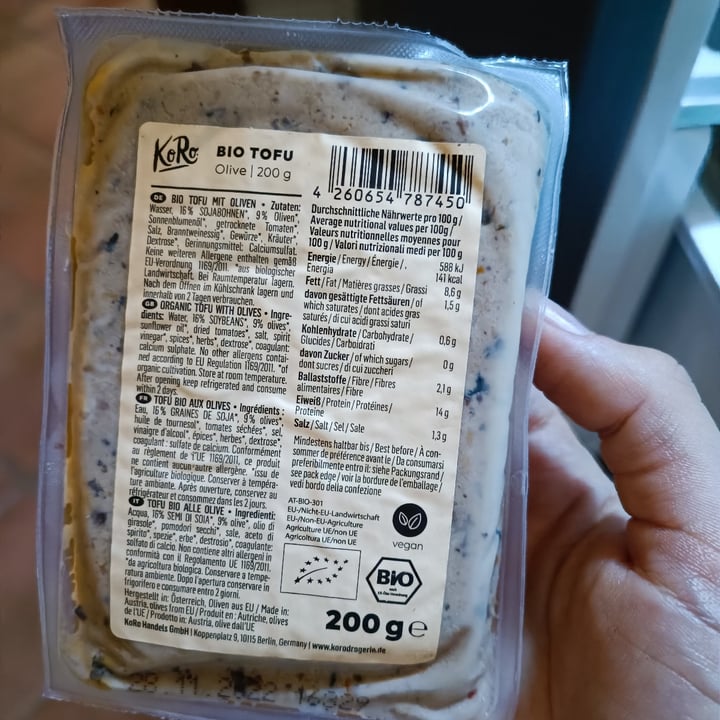 KoRo
BIO TOFU
Olive | 200 g
4 260654 787450
DE BIO TOFU MIT OLIVEN • Zutaten:
Wasser, 16% SOJABOHNEN*, 9% Oliven*,
Sonnenblumenöl*, getrocknete Tomaten*,
Salz, Branntweinessig*, Gewürze*, Kräuter*,
Dextrose*, Gerinnungsmittel: Calciumsulfat.
Keine weiteren Allergene enthalten gemäß
EU-Verordnung 1169/2011. *aus biologischer
Landwirtschaft. Bei Raumtemperatur lagern.
Nach dem Öffnen im Kühlschrank lagern und
innerhalb von 2 Tagen verbrauchen.
GB ORGANIC TOFU WITH OLIVES • Ingre-
dients: Water, 16% SOYBEANS*, 9% olives*,
sunflower oil*, dried tomatoes*, salt, spirit
vinegar*, spices*, herbs*, dextrose*, coagulant:
calcium sulphate. No other allergens contai-
ned according to EU Regulation 1169/2011. *of
organic cultivation. Store at room temperature.
After opening keep refrigerated and consume
within 2 days.
FR TOFU BIO AUX OLIVES • Ingrédients :
Eau, 16% GRAINES DE SOJA*, 9% olives*,
huile de tournesol*, tomates séchées*, sel,
vinaigre d'alcool*, épices*, herbes*, dextrose*,
coagulant : sulfate de calcium. Conformément
au règlement de l'UE 1169/2011, ce produit
ne contient aucun autre allergène. *issu de
l'agriculture biologique. Conserver à tempéra-
ture ambiante. Après ouverture, conservez au
réfrigérateur et consommez dans les 2 jours.
IT TOFU BIO ALLE OLIVE • Ingredienti:
Acqua, 16% SEMI DI SOIA*, 9% olive*, olio di
girasole*, pomodori secchi*, sale, aceto di
spirito*, spezie*, erbe*, destrosio*, coagulante:
solfato di calcio. Non contiene altri allergeni in
conformità con il Regolamento UE 1169/2011.
*da agricoltura biologica. Conservare a tempe-
ratura ambiente. Dopo l'apertura conservare in
frigorifero e consumare entro 2 giorni.
Hergestellt in: Österreich, Oliven aus EU / Made in:
Austria, olives from EU / Produit en : Autriche, olives
de l'UE / Prodotto in: Austria, olive dall'UE
KoRo Handels GmbH | Koppenplatz 9, 10115 Berlin, Germany | www.korodrogerie.de
Durchschnittliche Nährwerte pro 100 g /
Average nutritional values per 100g /
Valeurs nutritionnelles moyennes pour
100 g / Valori nutrizionali medi per 100 g
Energie / Energy / Énergie / 588 kJ
Energia 141 kcal
Fett / Fat / Matières grasses / Grassi 8,6 g
davon gesättigte Fettsäuren / of 1,5 g
which saturates / dont acides gras
saturés / di cui acidi grassi saturi
Kohlenhydrate / Carbohydrate / 0,6 g
Glucides / Carboidrati
davon Zucker / of which sugars / 0 g
dont sucres / di cui zuccheri
Ballaststoffe / Fibre / Fibres 2,1 g
alimentaires / Fibre
Eiweiß / Protein / Protéines / 14 g
Proteine
Salz / Salt / Sel / Sale 1,3 g
Mindestens haltbar bis / Best before / À con-
sommer de préférence avant le / Da consumarsi
preferibilmente entro il: siehe Packungsrand /
see pack edge / voir la bordure de l'emballage /
vedi bordo della confezione
AT-BIO-301
EU-/Nicht-EU-Landwirtschaft
EU-/Non-EU-Agriculture
Agriculture UE/non UE
Agricoltura UE/non UE
vegan
BIO
200 g e
28.11.2022